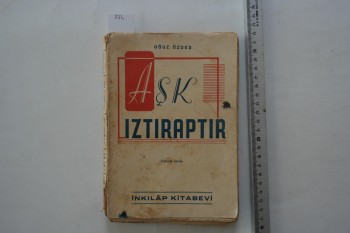 OĞUZ ÖZDEŞ
AŞK
IZTIRAPTIR
İNKILÂP KİTABEVİ